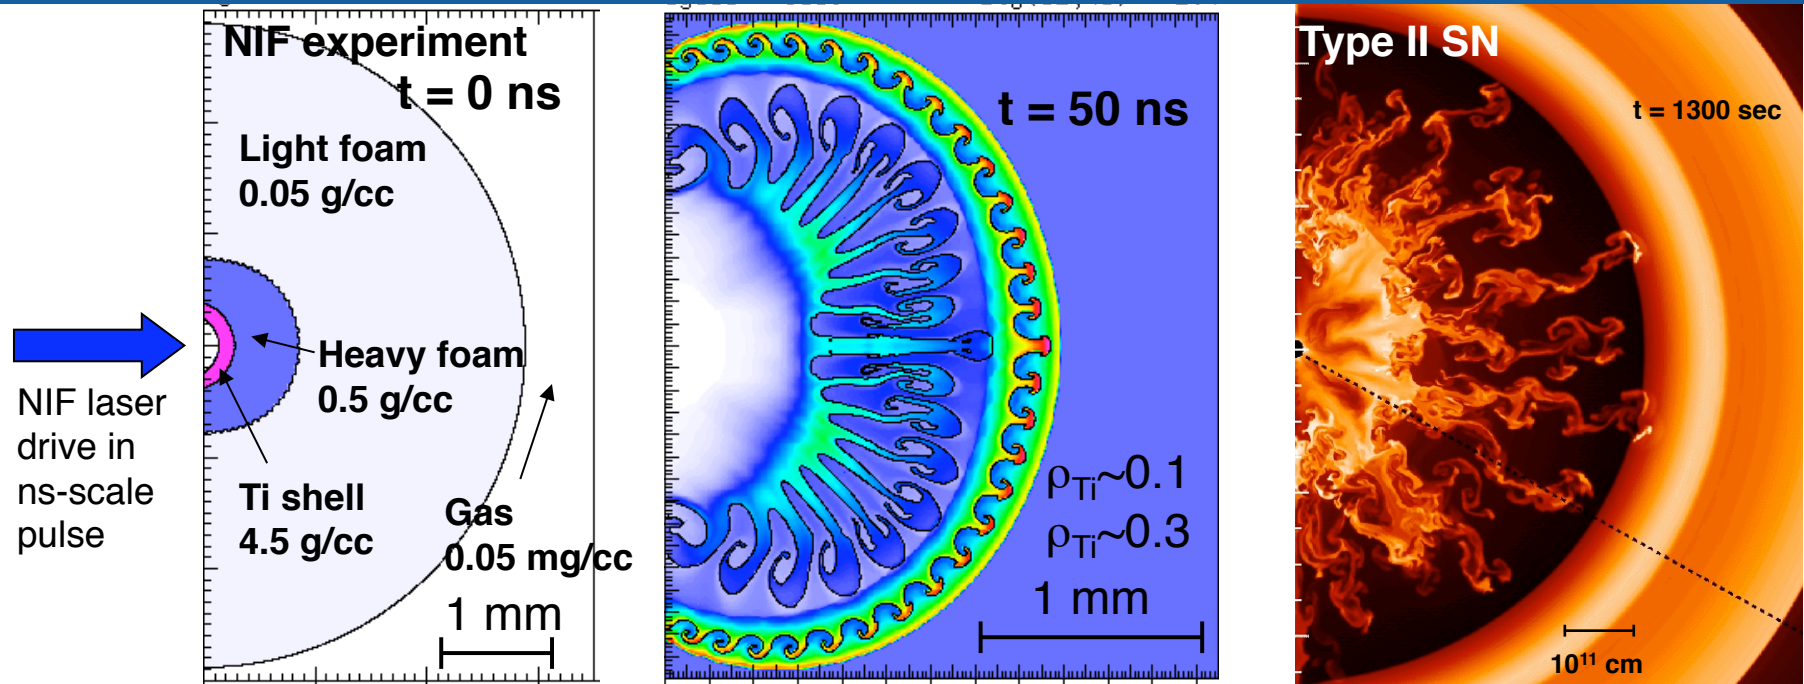 NIF experiment
t = 0 ns
Light foam
0.05 g/cc
Heavy foam
0.5 g/cc
NIF laser
drive in
ns-scale
pulse
Ti shell
4.5 g/cc
Gas
0.05 mg/cc
1 mm
t = 50 ns
ρTi~0.1
ρTi~0.3
1 mm
Type II SN
t = 1300 sec
10¹¹ cm